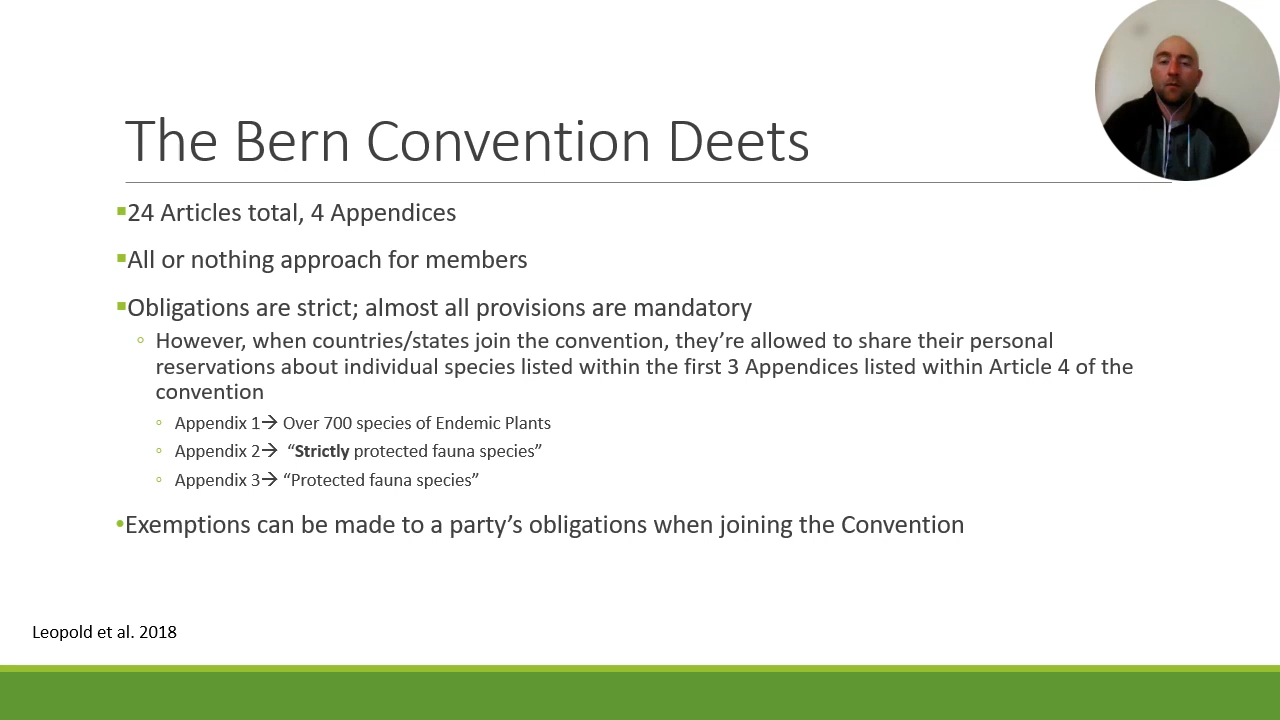 The Bern Convention Deets
▪24 Articles total, 4 Appendices
▪All or nothing approach for members
▪Obligations are strict; almost all provisions are mandatory
◦ However, when countries/states join the convention, they’re allowed to share their personal
reservations about individual species listed within the first 3 Appendices listed within Article 4 of the
convention
◦ Appendix 1→ Over 700 species of Endemic Plants
◦ Appendix 2→ “Strictly protected fauna species”
◦ Appendix 3→ “Protected fauna species”
•Exemptions can be made to a party’s obligations when joining the Convention
Leopold et al. 2018